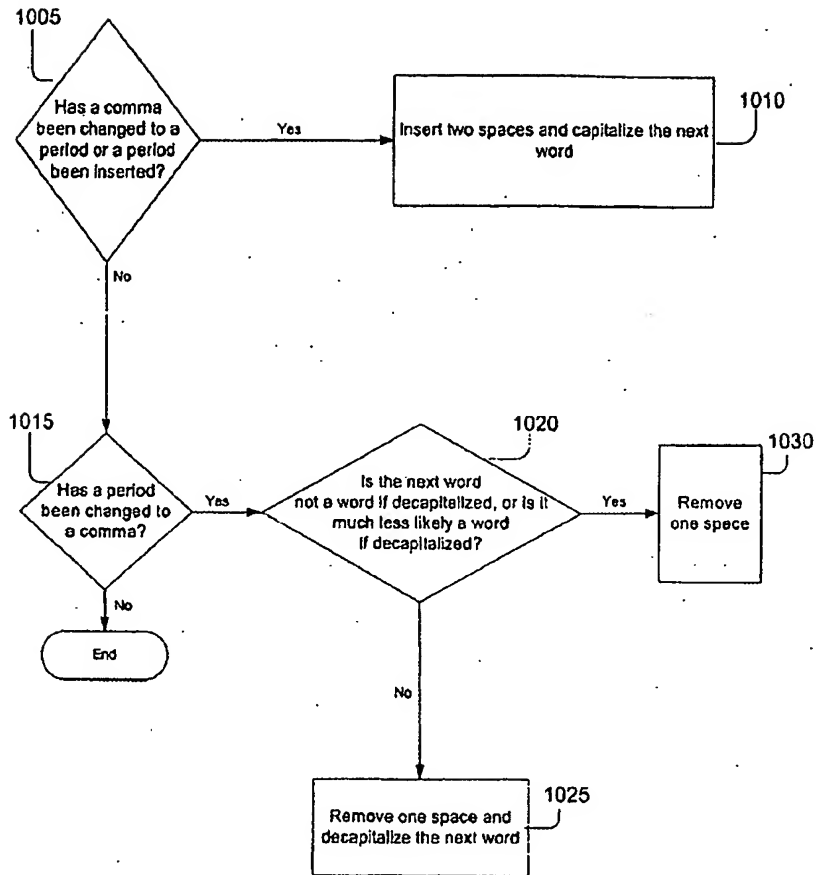 1005
Has a comma
been changed to a
period or a period
been inserted?
Yes
Insert two spaces and capitalize the next
word
1010
No
1015
Has a period
been changed to
a comma?
Yes
1020
Is the next word
not a word if decapitalized, or is it
much less likely a word
if decapitalized?
Yes
1030
Remove
one space
No
End
No
Remove one space and
decapitalize the next word
1025